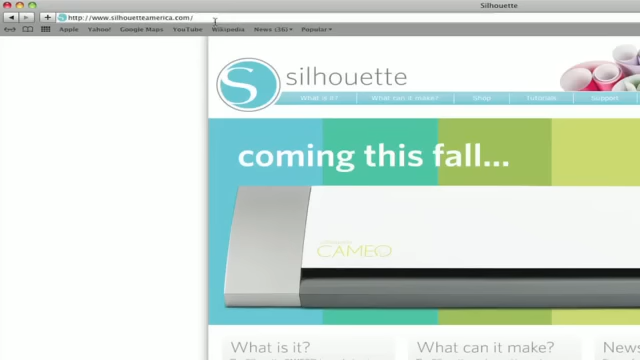 Silhouette
http://www.silhouetteamerica.com/
Apple Yahoo! Google Maps YouTube Wikipedia News (36) Popular
S silhouette
What is it? What can it make? Shop Tutorials Support
coming this fall...
CAMEO
What is it? What can it make? News